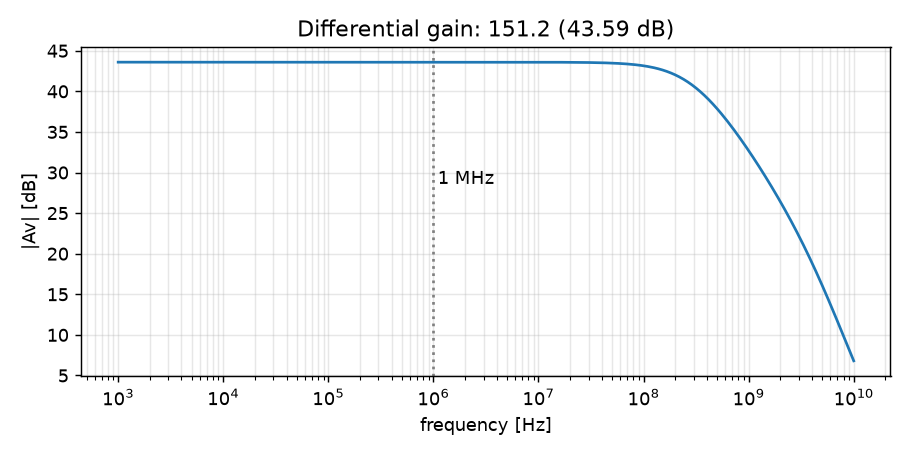 Differential gain: 151.2 (43.59 dB)
|Av| [dB]
45
40
35
30
25
20
15
10
5
1 MHz
10³ 10⁴ 10⁵ 10⁶ 10⁷ 10⁸ 10⁹ 10¹⁰
frequency [Hz]